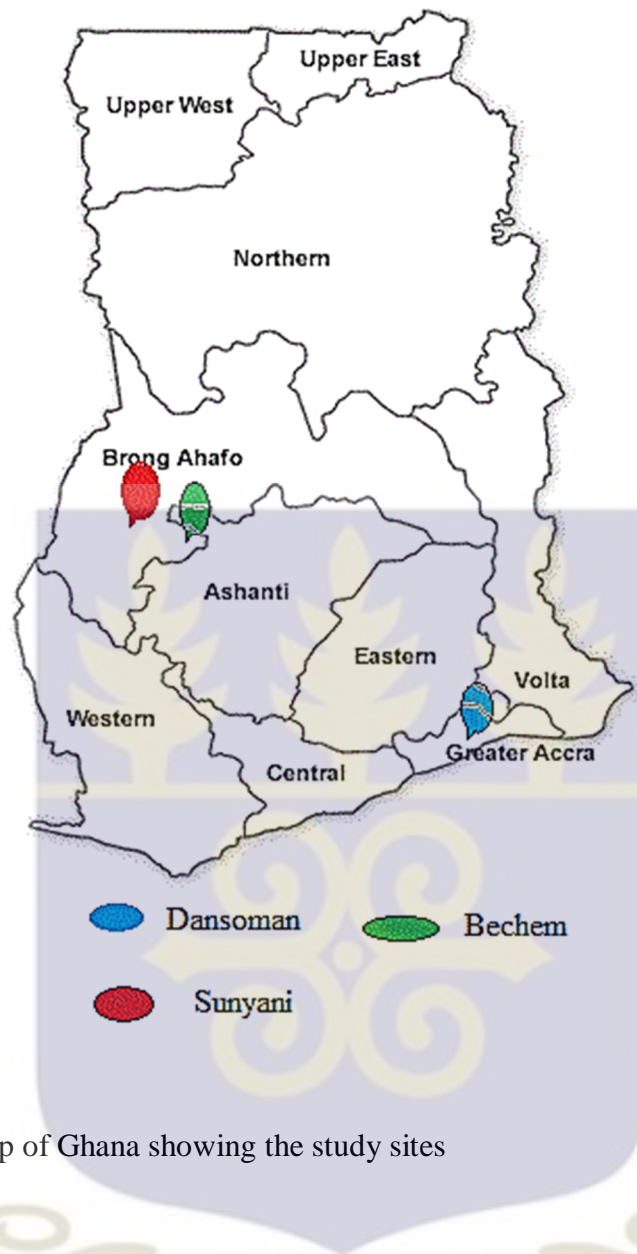 Upper East
Upper West
Northern
Brong Ahafo
Ashanti
Eastern
Volta
Western
Greater Accra
Central
Dansoman
Bechem
Sunyani
p of Ghana showing the study sites